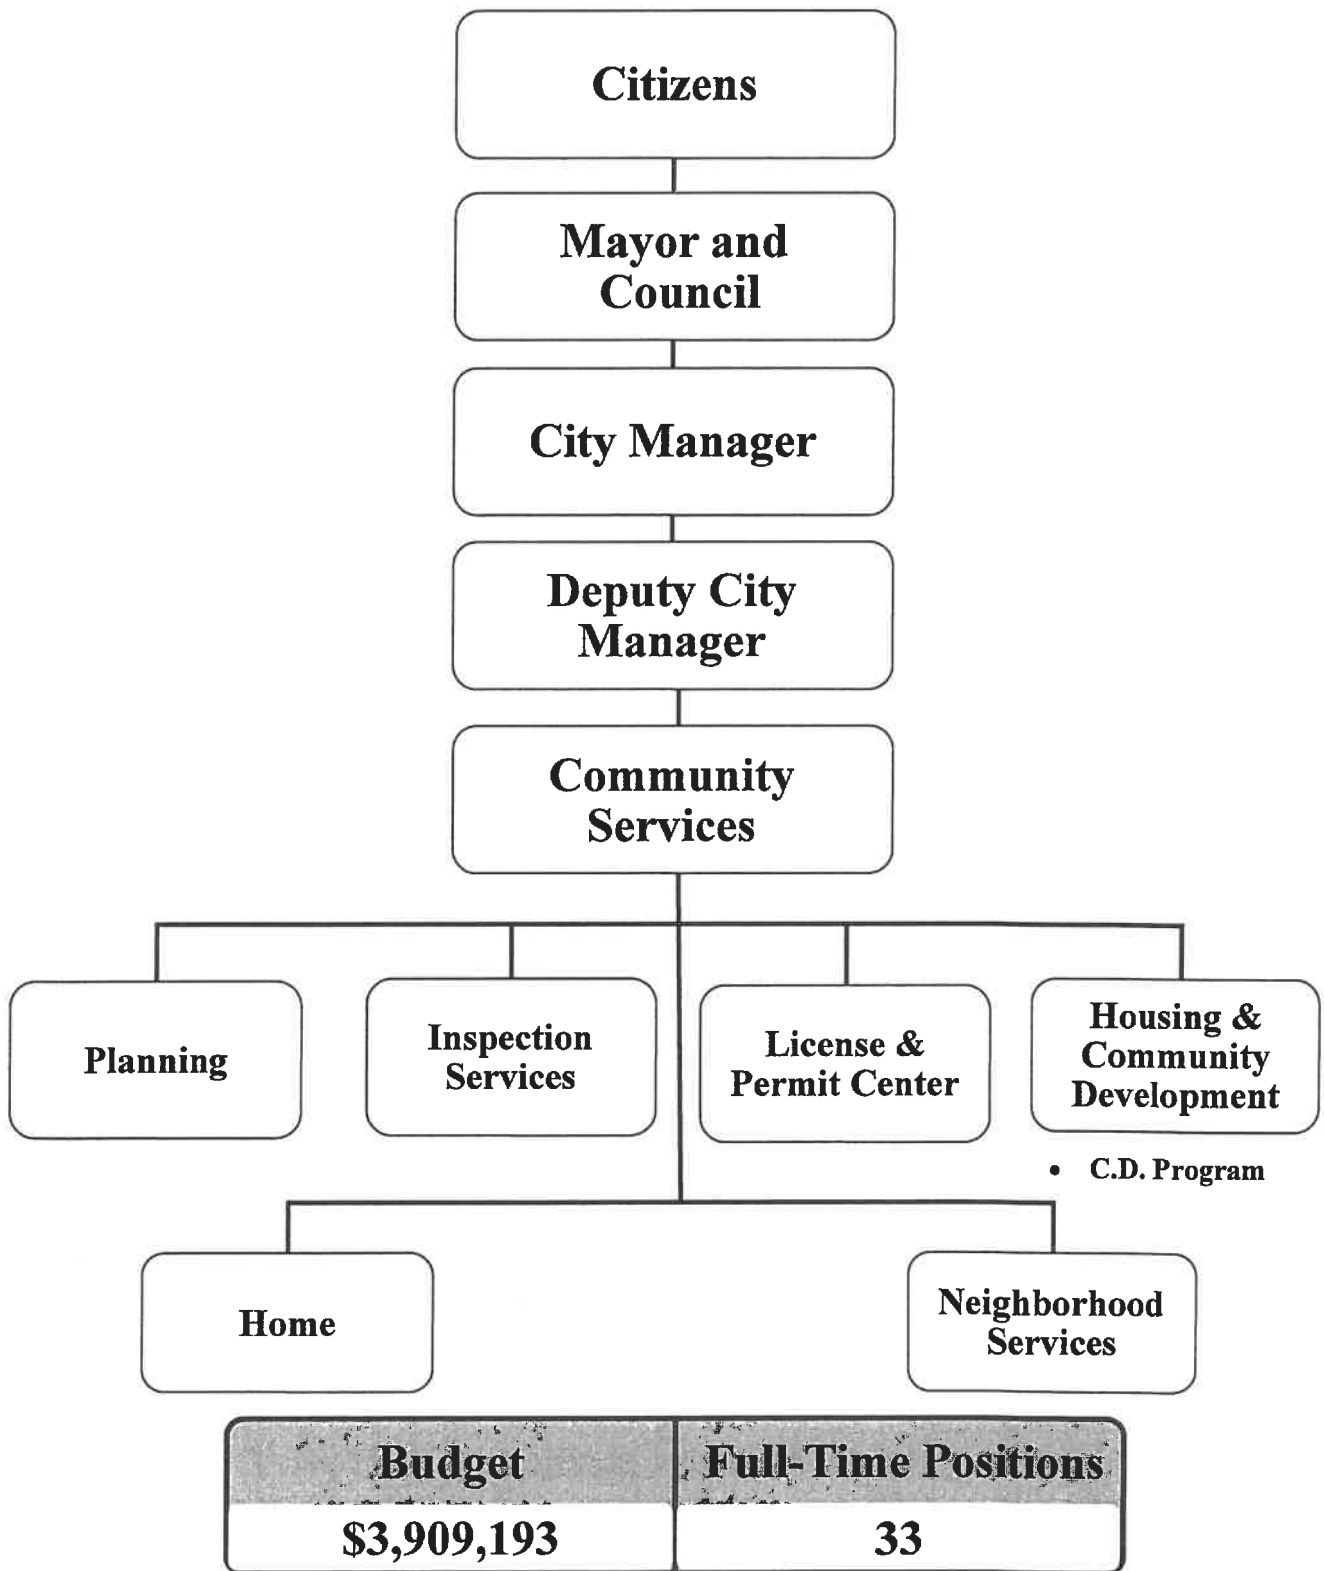 Citizens
Mayor and
Council
City Manager
Deputy City
Manager
Community
Services
Planning
Inspection
Services
License &
Permit Center
Housing &
Community
Development
• C.D. Program
Home
Neighborhood
Services
Budget
Full-Time Positions
$3,909,193
33